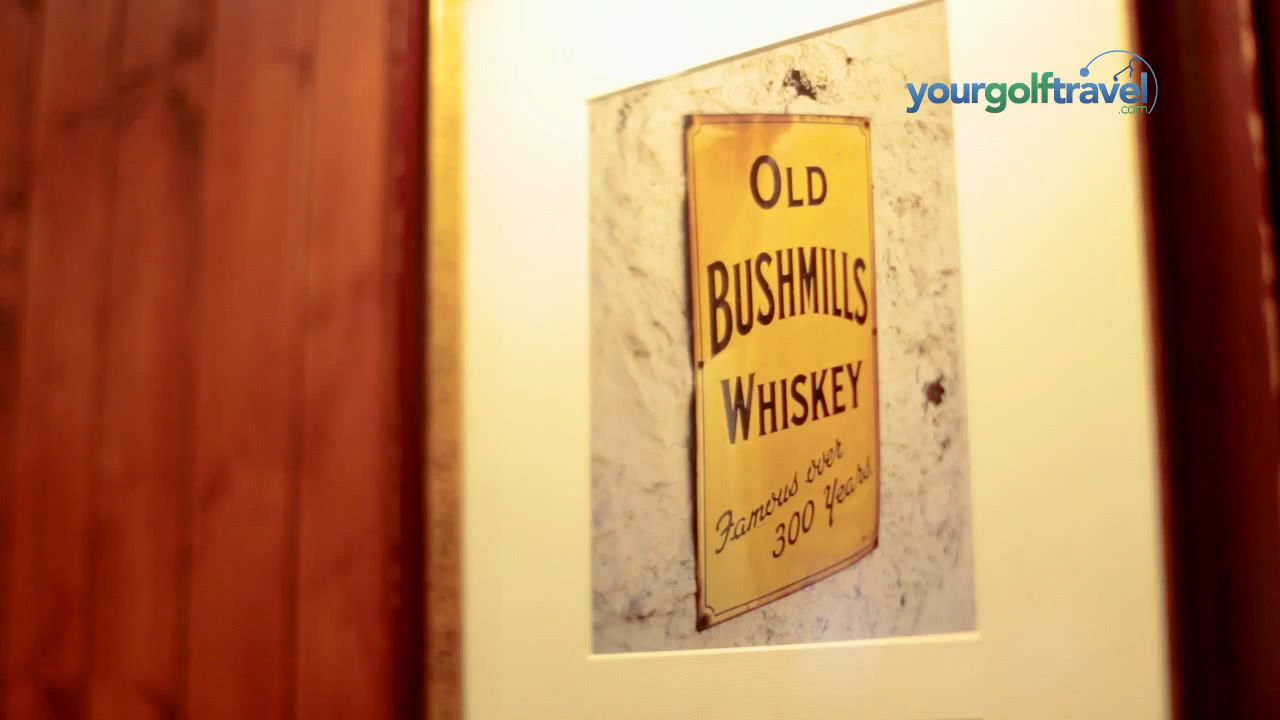 yourgolftravel
.com
OLD
BUSHMILLS
WHISKEY
Famous over
300 Years